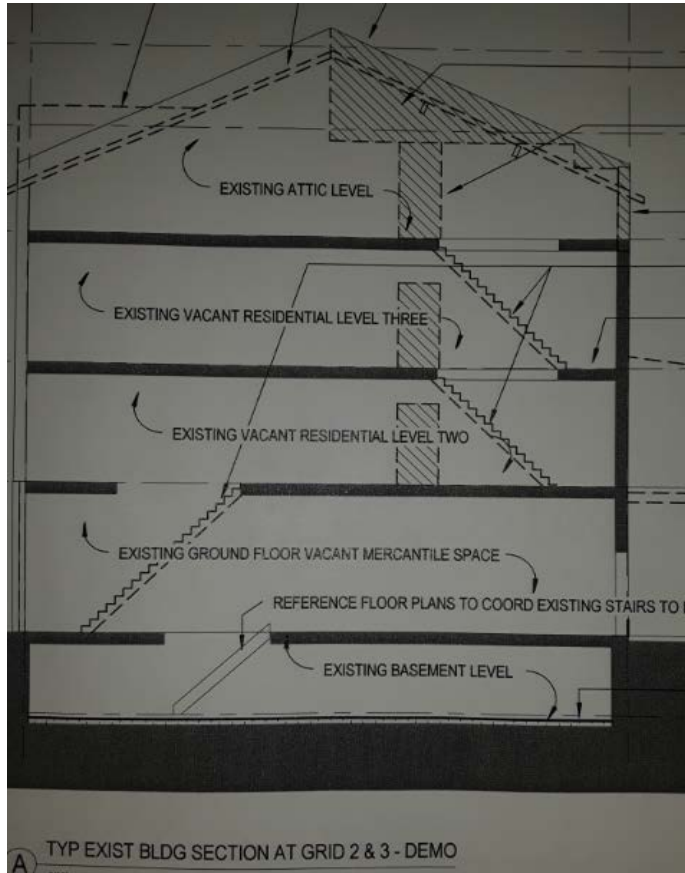 EXISTING ATTIC LEVEL
EXISTING VACANT RESIDENTIAL LEVEL THREE
EXISTING VACANT RESIDENTIAL LEVEL TWO
EXISTING GROUND FLOOR VACANT MERCANTILE SPACE
REFERENCE FLOOR PLANS TO COORD EXISTING STAIRS TO
EXISTING BASEMENT LEVEL
A TYP EXIST BLDG SECTION AT GRID 2 & 3 - DEMO